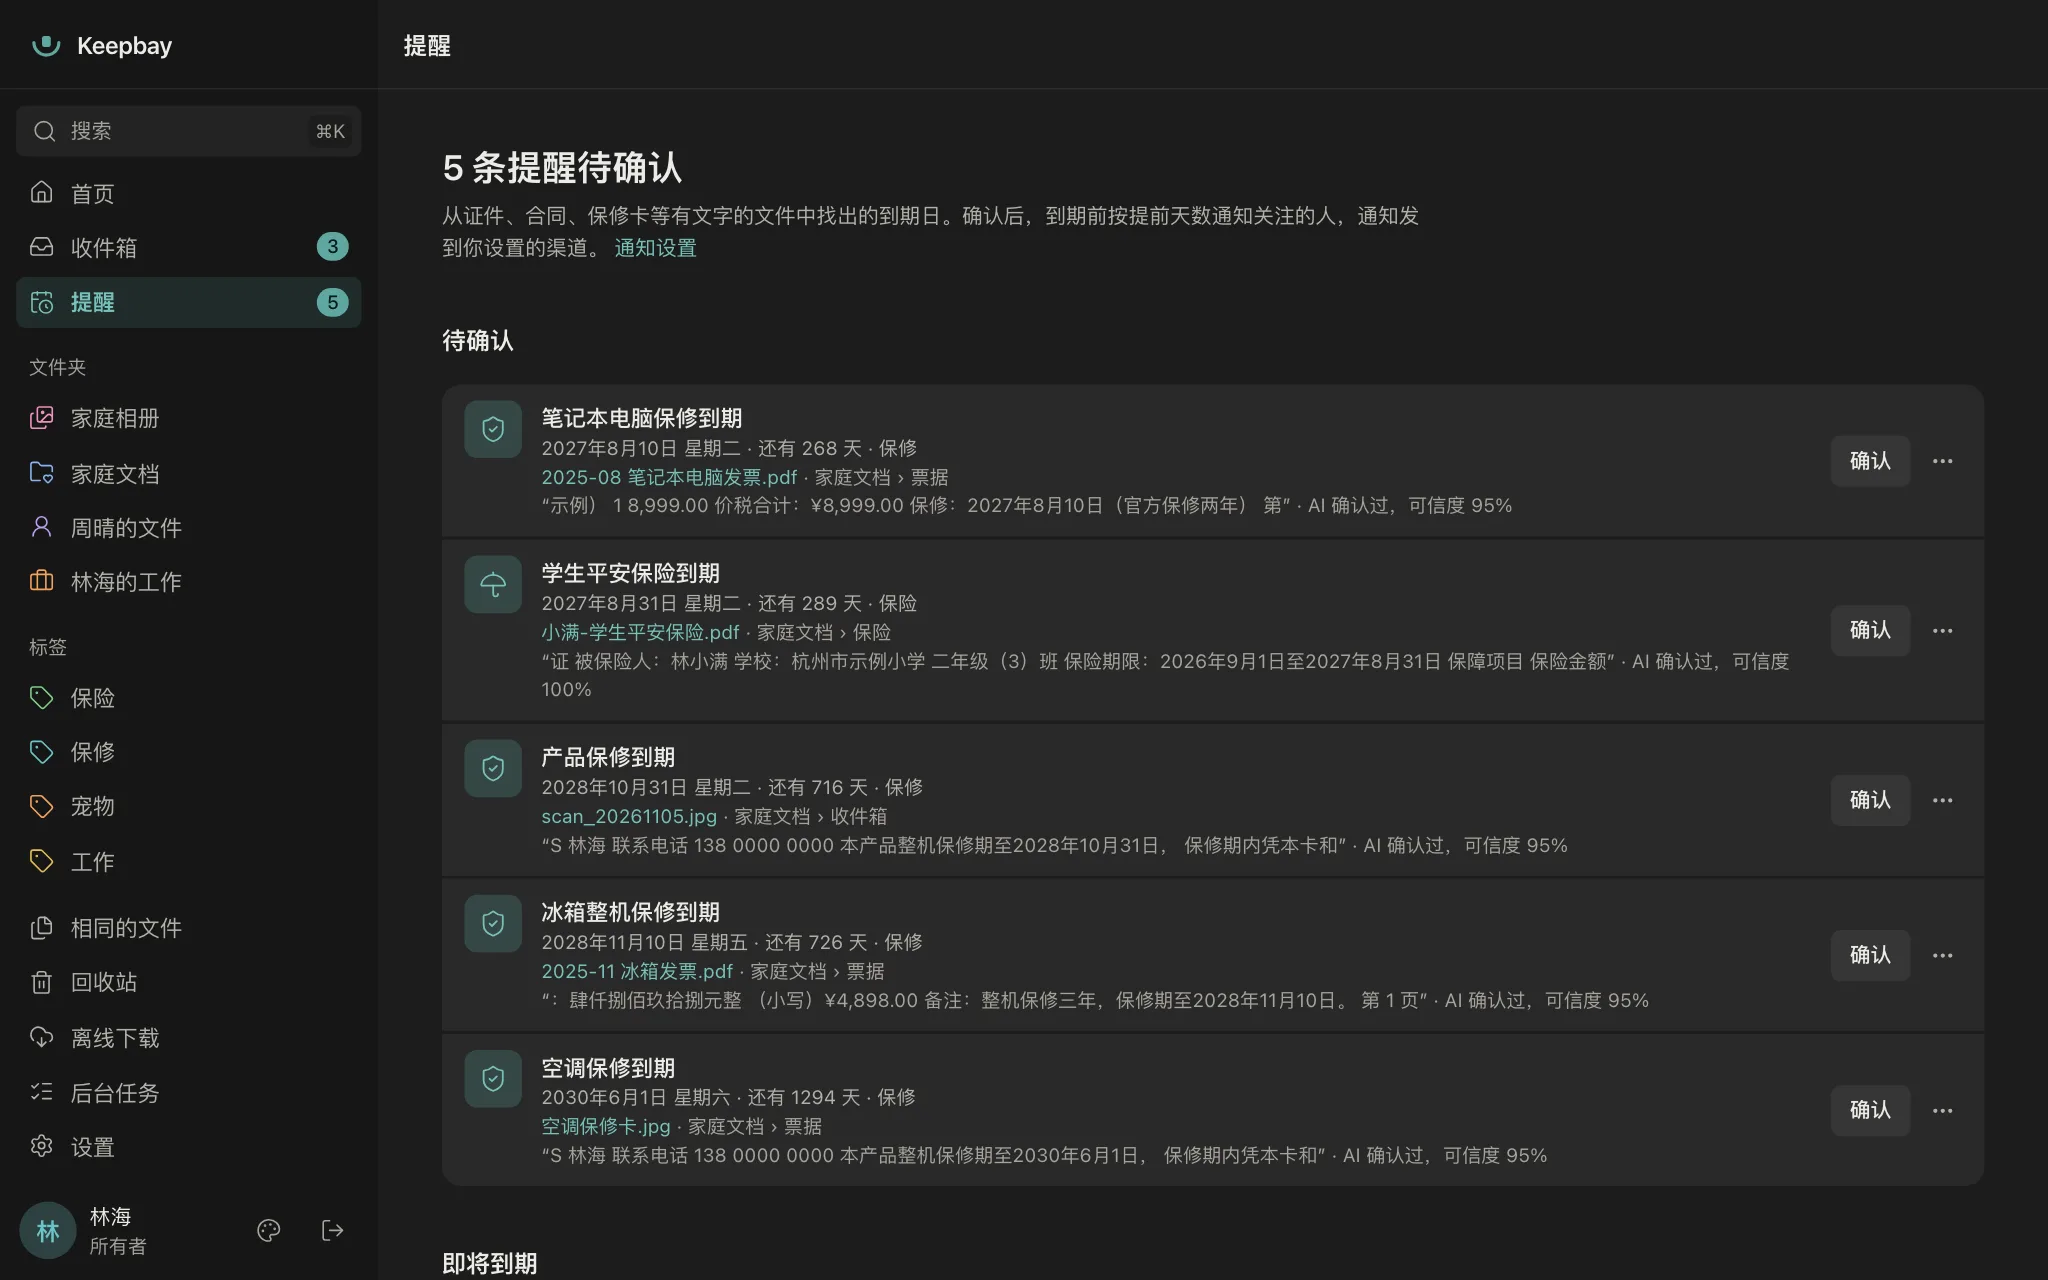 Keepbay
提醒
搜索 ⌘K
首页
收件箱 3
提醒 5
文件夹
家庭相册
家庭文档
周晴的文件
林海的工作
标签
保险
保修
宠物
工作
相同的文件
回收站
离线下载
后台任务
设置
林 林海
所有者
5 条提醒待确认
从证件、合同、保修卡等有文字的文件中找出的到期日。确认后，到期前按提前天数通知关注的人，通知发
到你设置的渠道。 通知设置
待确认
笔记本电脑保修到期
2027年8月10日 星期二 · 还有 268 天 · 保修
2025-08 笔记本电脑发票.pdf · 家庭文档 › 票据
“示例） 1 8,999.00 价税合计：¥8,999.00 保修：2027年8月10日（官方保修两年） 第” · AI 确认过，可信度 95%
确认
学生平安保险到期
2027年8月31日 星期二 · 还有 289 天 · 保险
小满-学生平安保险.pdf · 家庭文档 › 保险
“证 被保险人：林小满 学校：杭州市示例小学 二年级（3）班 保险期限：2026年9月1日至2027年8月31日 保障项目 保险金额” · AI 确认过，可信度
100%
确认
产品保修到期
2028年10月31日 星期二 · 还有 716 天 · 保修
scan_20261105.jpg · 家庭文档 › 收件箱
“S 林海 联系电话 138 0000 0000 本产品整机保修期至2028年10月31日， 保修期内凭本卡和” · AI 确认过，可信度 95%
确认
冰箱整机保修到期
2028年11月10日 星期五 · 还有 726 天 · 保修
2025-11 冰箱发票.pdf · 家庭文档 › 票据
“：肆仟捌佰玖拾捌元整 （小写）¥4,898.00 备注：整机保修三年，保修期至2028年11月10日。 第 1 页” · AI 确认过，可信度 95%
确认
空调保修到期
2030年6月1日 星期六 · 还有 1294 天 · 保修
空调保修卡.jpg · 家庭文档 › 票据
“S 林海 联系电话 138 0000 0000 本产品整机保修期至2030年6月1日， 保修期内凭本卡和” · AI 确认过，可信度 95%
确认
即将到期